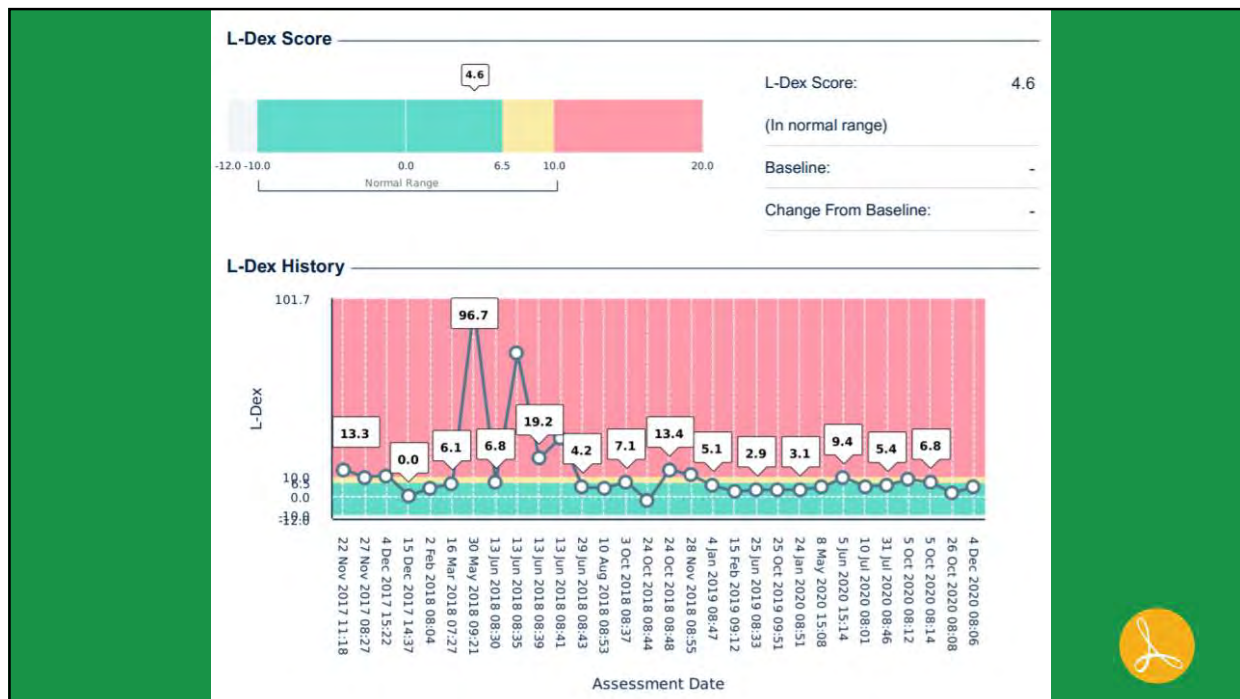 L-Dex Score
4.6
-12.0 -10.0 0.0 6.5 10.0 20.0
Normal Range
L-Dex Score: 4.6
(In normal range)
Baseline: -
Change From Baseline: -
L-Dex History
101.7
10.0
6.5
0.0
-10.0
-12.0
L-Dex
13.3
0.0
6.1
96.7
6.8
19.2
4.2
7.1
13.4
5.1
2.9
3.1
9.4
5.4
6.8
22 Nov 2017 11:18
27 Nov 2017 08:27
4 Dec 2017 15:22
15 Dec 2017 14:37
2 Feb 2018 08:04
16 Mar 2018 07:27
30 May 2018 09:21
13 Jun 2018 08:30
13 Jun 2018 08:35
13 Jun 2018 08:39
13 Jun 2018 08:41
29 Jun 2018 08:43
10 Aug 2018 08:53
3 Oct 2018 08:37
24 Oct 2018 08:44
24 Oct 2018 08:48
28 Nov 2018 08:55
4 Jan 2019 08:47
15 Feb 2019 09:12
25 Jun 2019 08:33
25 Oct 2019 09:51
24 Jan 2020 08:51
8 May 2020 15:08
5 Jun 2020 15:14
10 Jul 2020 08:01
31 Jul 2020 08:46
5 Oct 2020 08:12
5 Oct 2020 08:14
26 Oct 2020 08:08
4 Dec 2020 08:06
Assessment Date